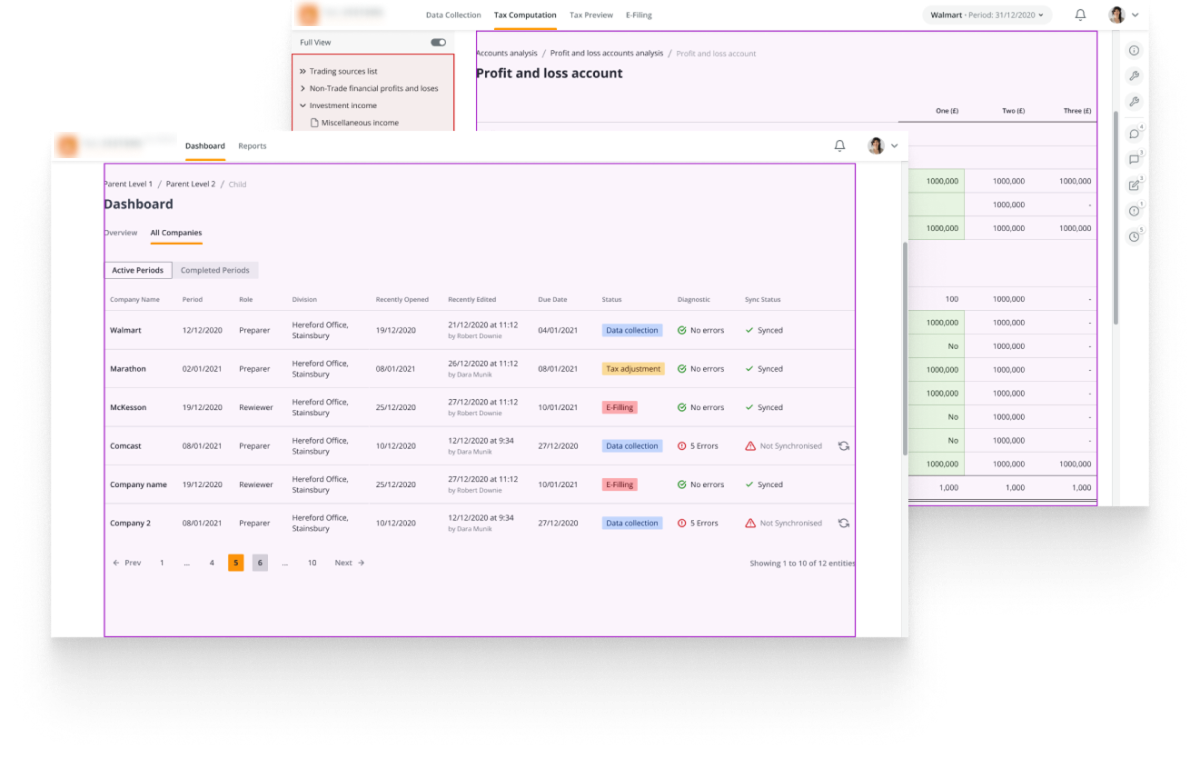 Data Collection Tax Computation Tax Preview E-Filing Walmart · Period: 31/12/2020
Full View
Trading sources list
Non-Trade financial profits and loses
Investment income
Miscellaneous income
Accounts analysis / Profit and loss accounts analysis / Profit and loss account
Profit and loss account
One (£) Two (£) Three (£)
1000,000 1000,000 1000,000
1000,000 -
1000,000 1000,000 1000,000
100 1000,000 -
1000,000 1000,000 -
No 1000,000 -
1000,000 1000,000 -
1000,000 1000,000 -
No 1000,000 -
No 1000,000 -
1000,000 1000,000 1000,000
1,000 1,000 1,000
Dashboard Reports
Parent Level 1 / Parent Level 2 / Child
Dashboard
Overview All Companies
Active Periods Completed Periods
Company Name Period Role Division Recently Opened Recently Edited Due Date Status Diagnostic Sync Status
Walmart 12/12/2020 Preparer Hereford Office, 19/12/2020 21/12/2020 at 11:12 04/01/2021 Data collection No errors Synced
Stainsbury by Robert Downie
Marathon 02/01/2021 Preparer Hereford Office, 08/01/2021 26/12/2020 at 11:12 08/01/2021 Tax adjustment No errors Synced
Stainsbury by Dara Munik
McKesson 19/12/2020 Rewiewer Hereford Office, 25/12/2020 27/12/2020 at 11:12 10/01/2021 E-Filling No errors Synced
Stainsbury by Robert Downie
Comcast 08/01/2021 Preparer Hereford Office, 10/12/2020 12/12/2020 at 9:34 27/12/2020 Data collection 5 Errors Not Synchronised
Stainsbury by Dara Munik
Company name 19/12/2020 Rewiewer Hereford Office, 25/12/2020 27/12/2020 at 11:12 10/01/2021 E-Filling No errors Synced
Stainsbury by Robert Downie
Company 2 08/01/2021 Preparer Hereford Office, 10/12/2020 12/12/2020 at 9:34 27/12/2020 Data collection 5 Errors Not Synchronised
Stainsbury by Dara Munik
Prev 1 ... 4 5 6 ... 10 Next Showing 1 to 10 of 12 entities